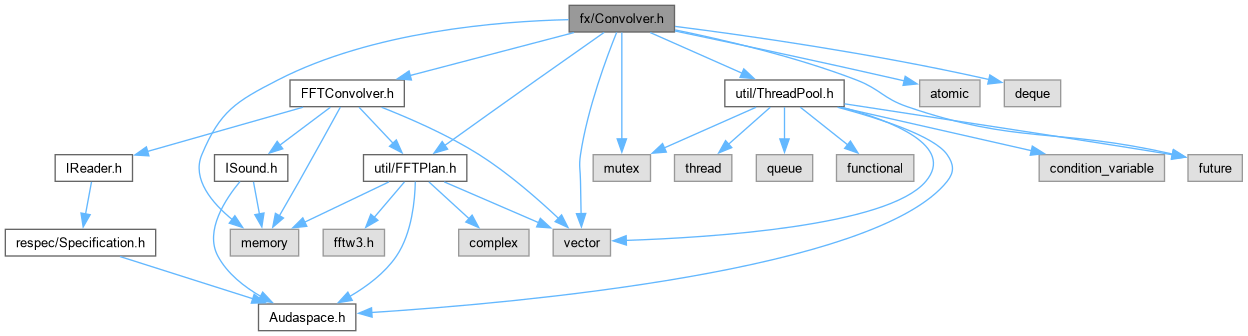 fx/Convolver.h
FFTConvolver.h
util/ThreadPool.h
atomic
deque
IReader.h
ISound.h
util/FFTPlan.h
mutex
thread
queue
functional
condition_variable
future
respec/Specification.h
memory
fftw3.h
complex
vector
Audaspace.h